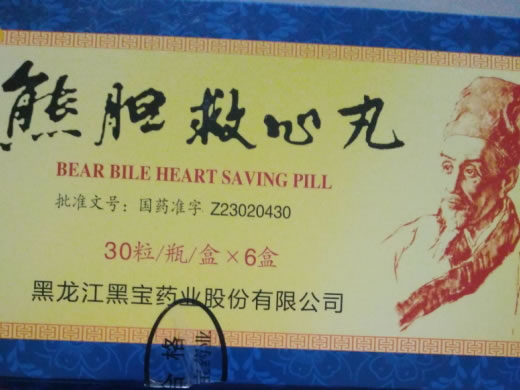 熊胆救心丸
BEAR BILE HEART SAVING PILL
批准文号：国药准字 Z23020430
30粒/瓶/盒×6盒
黑龙江黑宝药业股份有限公司
合格